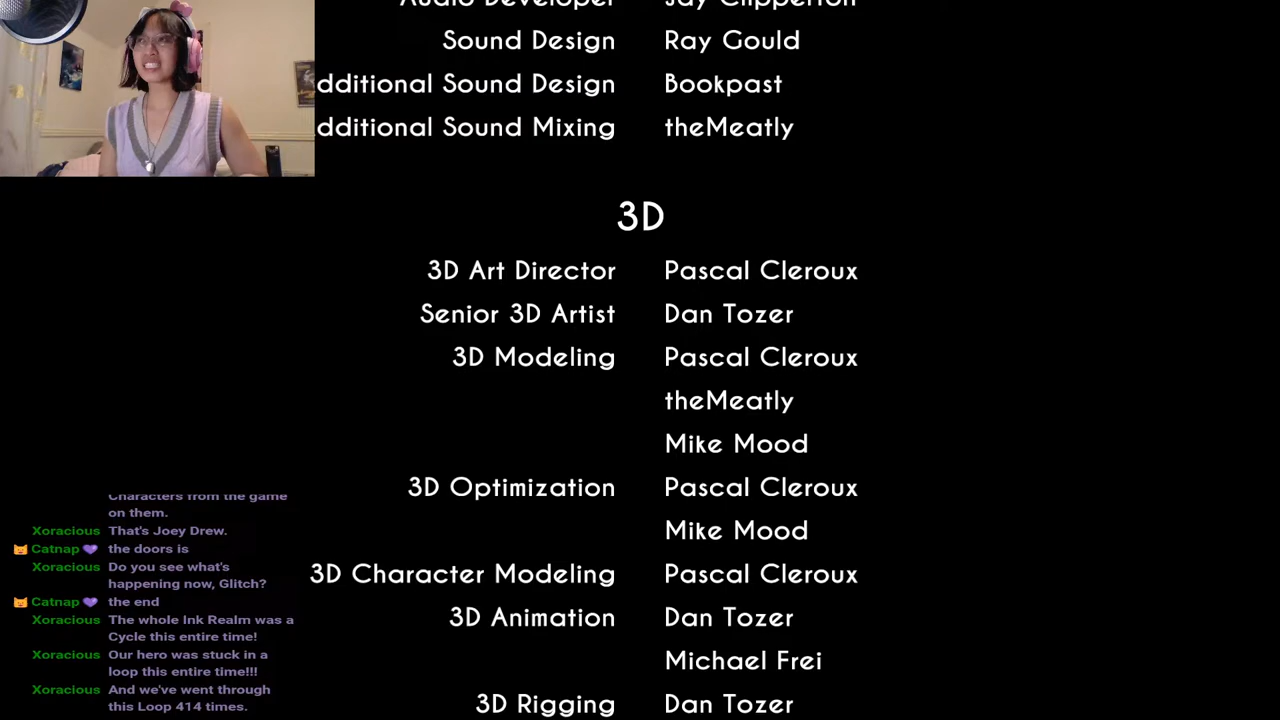 Audio Developer Jay Clipperton
Sound Design Ray Gould
dditional Sound Design Bookpast
dditional Sound Mixing theMeatly
3D
3D Art Director Pascal Cleroux
Senior 3D Artist Dan Tozer
3D Modeling Pascal Cleroux
theMeatly
Mike Mood
3D Optimization Pascal Cleroux
Mike Mood
3D Character Modeling Pascal Cleroux
3D Animation Dan Tozer
Michael Frei
3D Rigging Dan Tozer
Characters from the game
on them.
Xoracious That's Joey Drew.
Catnap the doors is
Xoracious Do you see what's
happening now, Glitch?
Catnap the end
Xoracious The whole Ink Realm was a
Cycle this entire time!
Xoracious Our hero was stuck in a
loop this entire time!!!
Xoracious And we've went through
this Loop 414 times.